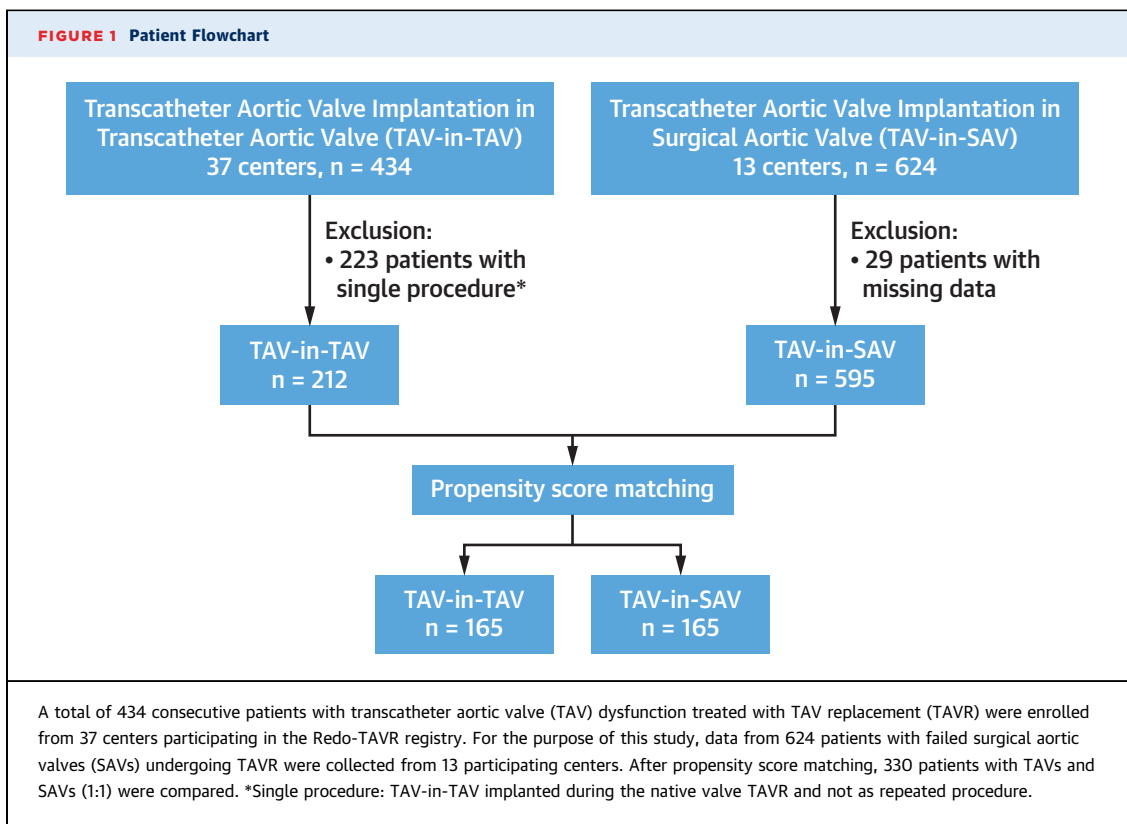 FIGURE 1 Patient Flowchart
Transcatheter Aortic Valve Implantation in
Transcatheter Aortic Valve (TAV-in-TAV)
37 centers, n = 434
Transcatheter Aortic Valve Implantation in
Surgical Aortic Valve (TAV-in-SAV)
13 centers, n = 624
Exclusion:
• 223 patients with
single procedure*
Exclusion:
• 29 patients with
missing data
TAV-in-TAV
n = 212
TAV-in-SAV
n = 595
Propensity score matching
TAV-in-TAV
n = 165
TAV-in-SAV
n = 165
A total of 434 consecutive patients with transcatheter aortic valve (TAV) dysfunction treated with TAV replacement (TAVR) were enrolled
from 37 centers participating in the Redo-TAVR registry. For the purpose of this study, data from 624 patients with failed surgical aortic
valves (SAVs) undergoing TAVR were collected from 13 participating centers. After propensity score matching, 330 patients with TAVs and
SAVs (1:1) were compared. *Single procedure: TAV-in-TAV implanted during the native valve TAVR and not as repeated procedure.